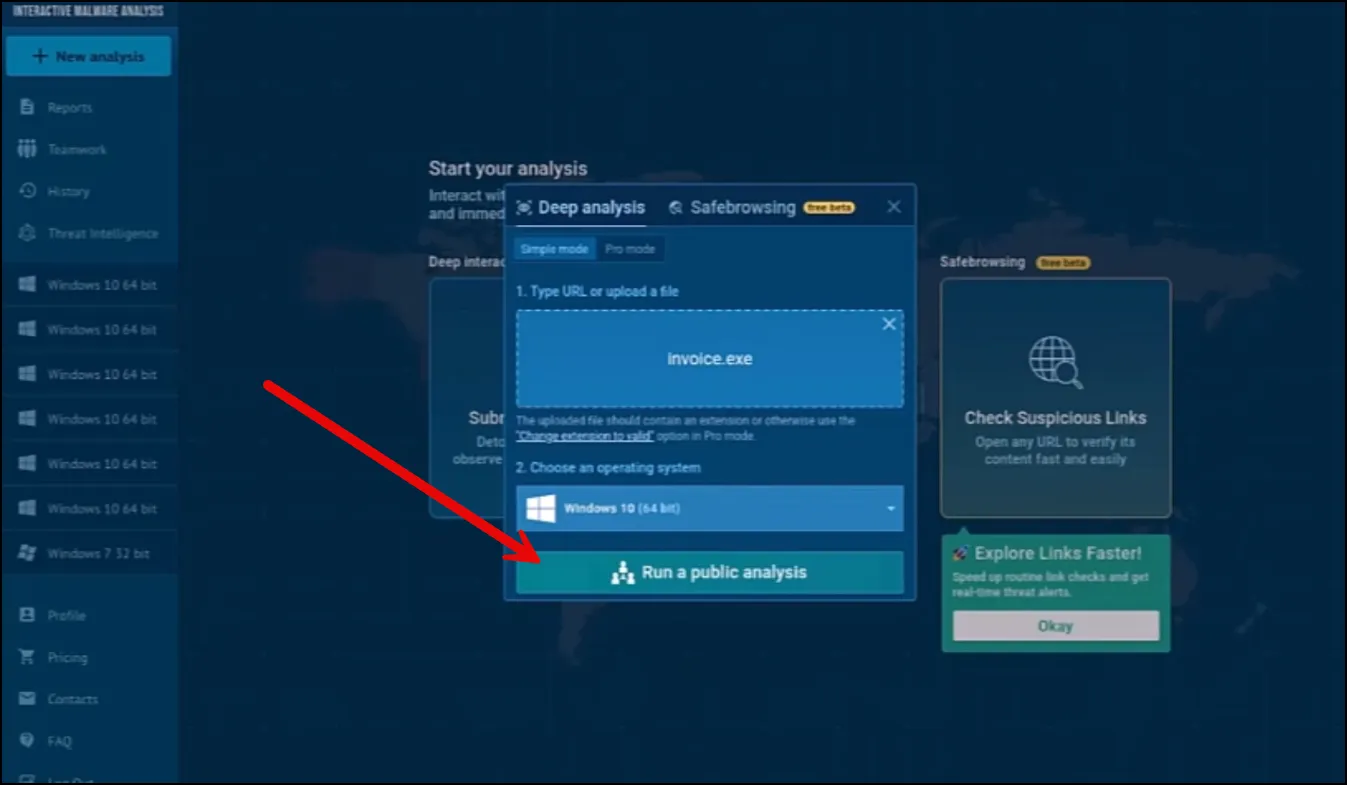 INTERACTIVE MALWARE ANALYSIS
+ New analysis
Reports
Teamwork
History
Threat Intelligence
Windows 10 64 bit
Windows 10 64 bit
Windows 10 64 bit
Windows 10 64 bit
Windows 10 64 bit
Windows 10 64 bit
Windows 7 32 bit
Profile
Pricing
Contacts
FAQ
Log Out
Start your analysis
Interact wit
and immed
Deep interac
Subr
Deto
observe
Deep analysis Safebrowsing free beta
Simple mode Pro mode
1. Type URL or upload a file
invoice.exe
The uploaded file should contain an extension or otherwise use the
"Change extension to valid" option in Pro mode.
2. Choose an operating system
Windows 10 (64 bit)
Run a public analysis
Safebrowsing free beta
Check Suspicious Links
Open any URL to verify its
content fast and easily
Explore Links Faster!
Speed up routine link checks and get
real-time threat alerts.
Okay